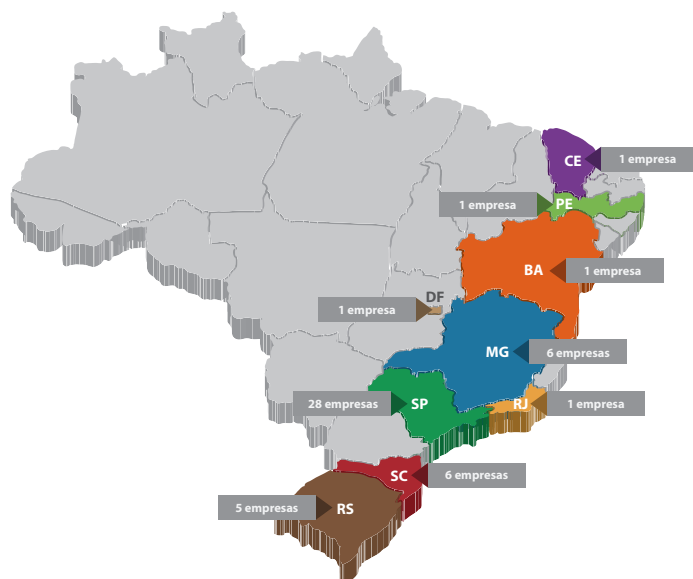 CE
1 empresa
1 empresa
PE
BA
1 empresa
DF
1 empresa
MG
6 empresas
28 empresas
SP
RJ
1 empresa
SC
6 empresas
5 empresas
RS